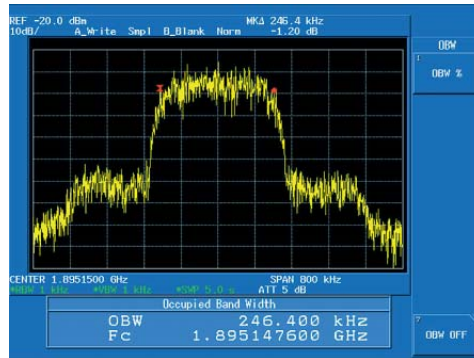 REF -20.0 dBm MKΔ 246.4 kHz
10dB/ A_Write Smpl B_Blank Norm -1.20 dB
OBW
1
OBW %
CENTER 1.8951500 GHz SPAN 800 kHz
*RBW 1 kHz *VBW 1 kHz *SWP 5.0 s ATT 5 dB
Occupied Band Width
OBW 246.400 kHz
Fc 1.895147600 GHz
7
OBW OFF